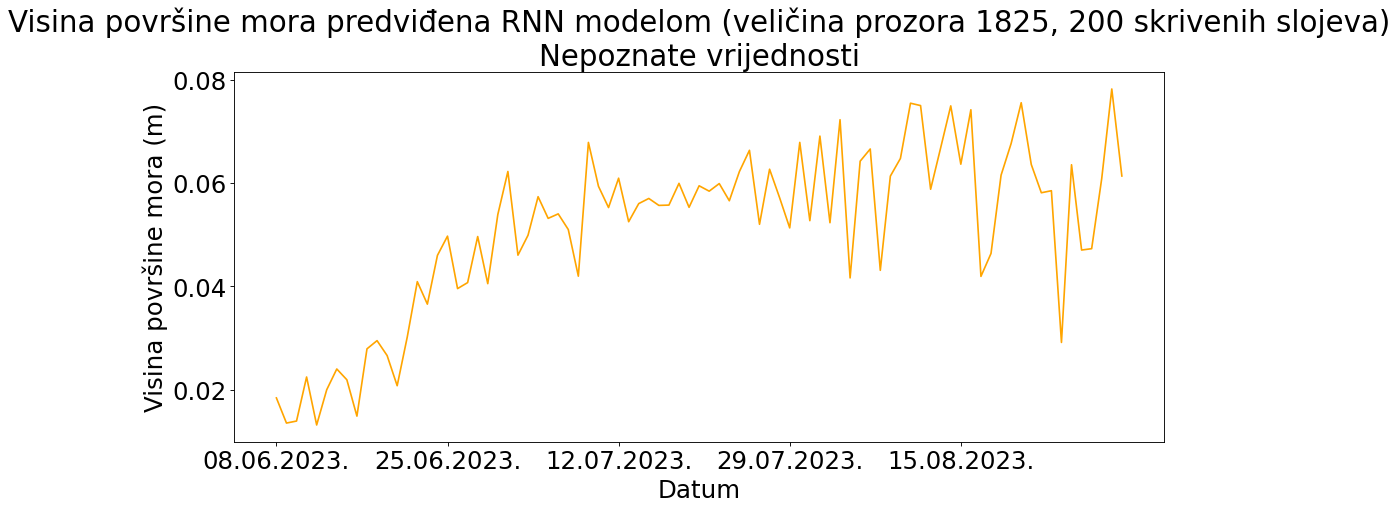 Visina površine mora predviđena RNN modelom (veličina prozora 1825, 200 skrivenih slojeva)
Nepoznate vrijednosti
Visina površine mora (m)
0.08
0.06
0.04
0.02
08.06.2023. 25.06.2023. 12.07.2023. 29.07.2023. 15.08.2023.
Datum